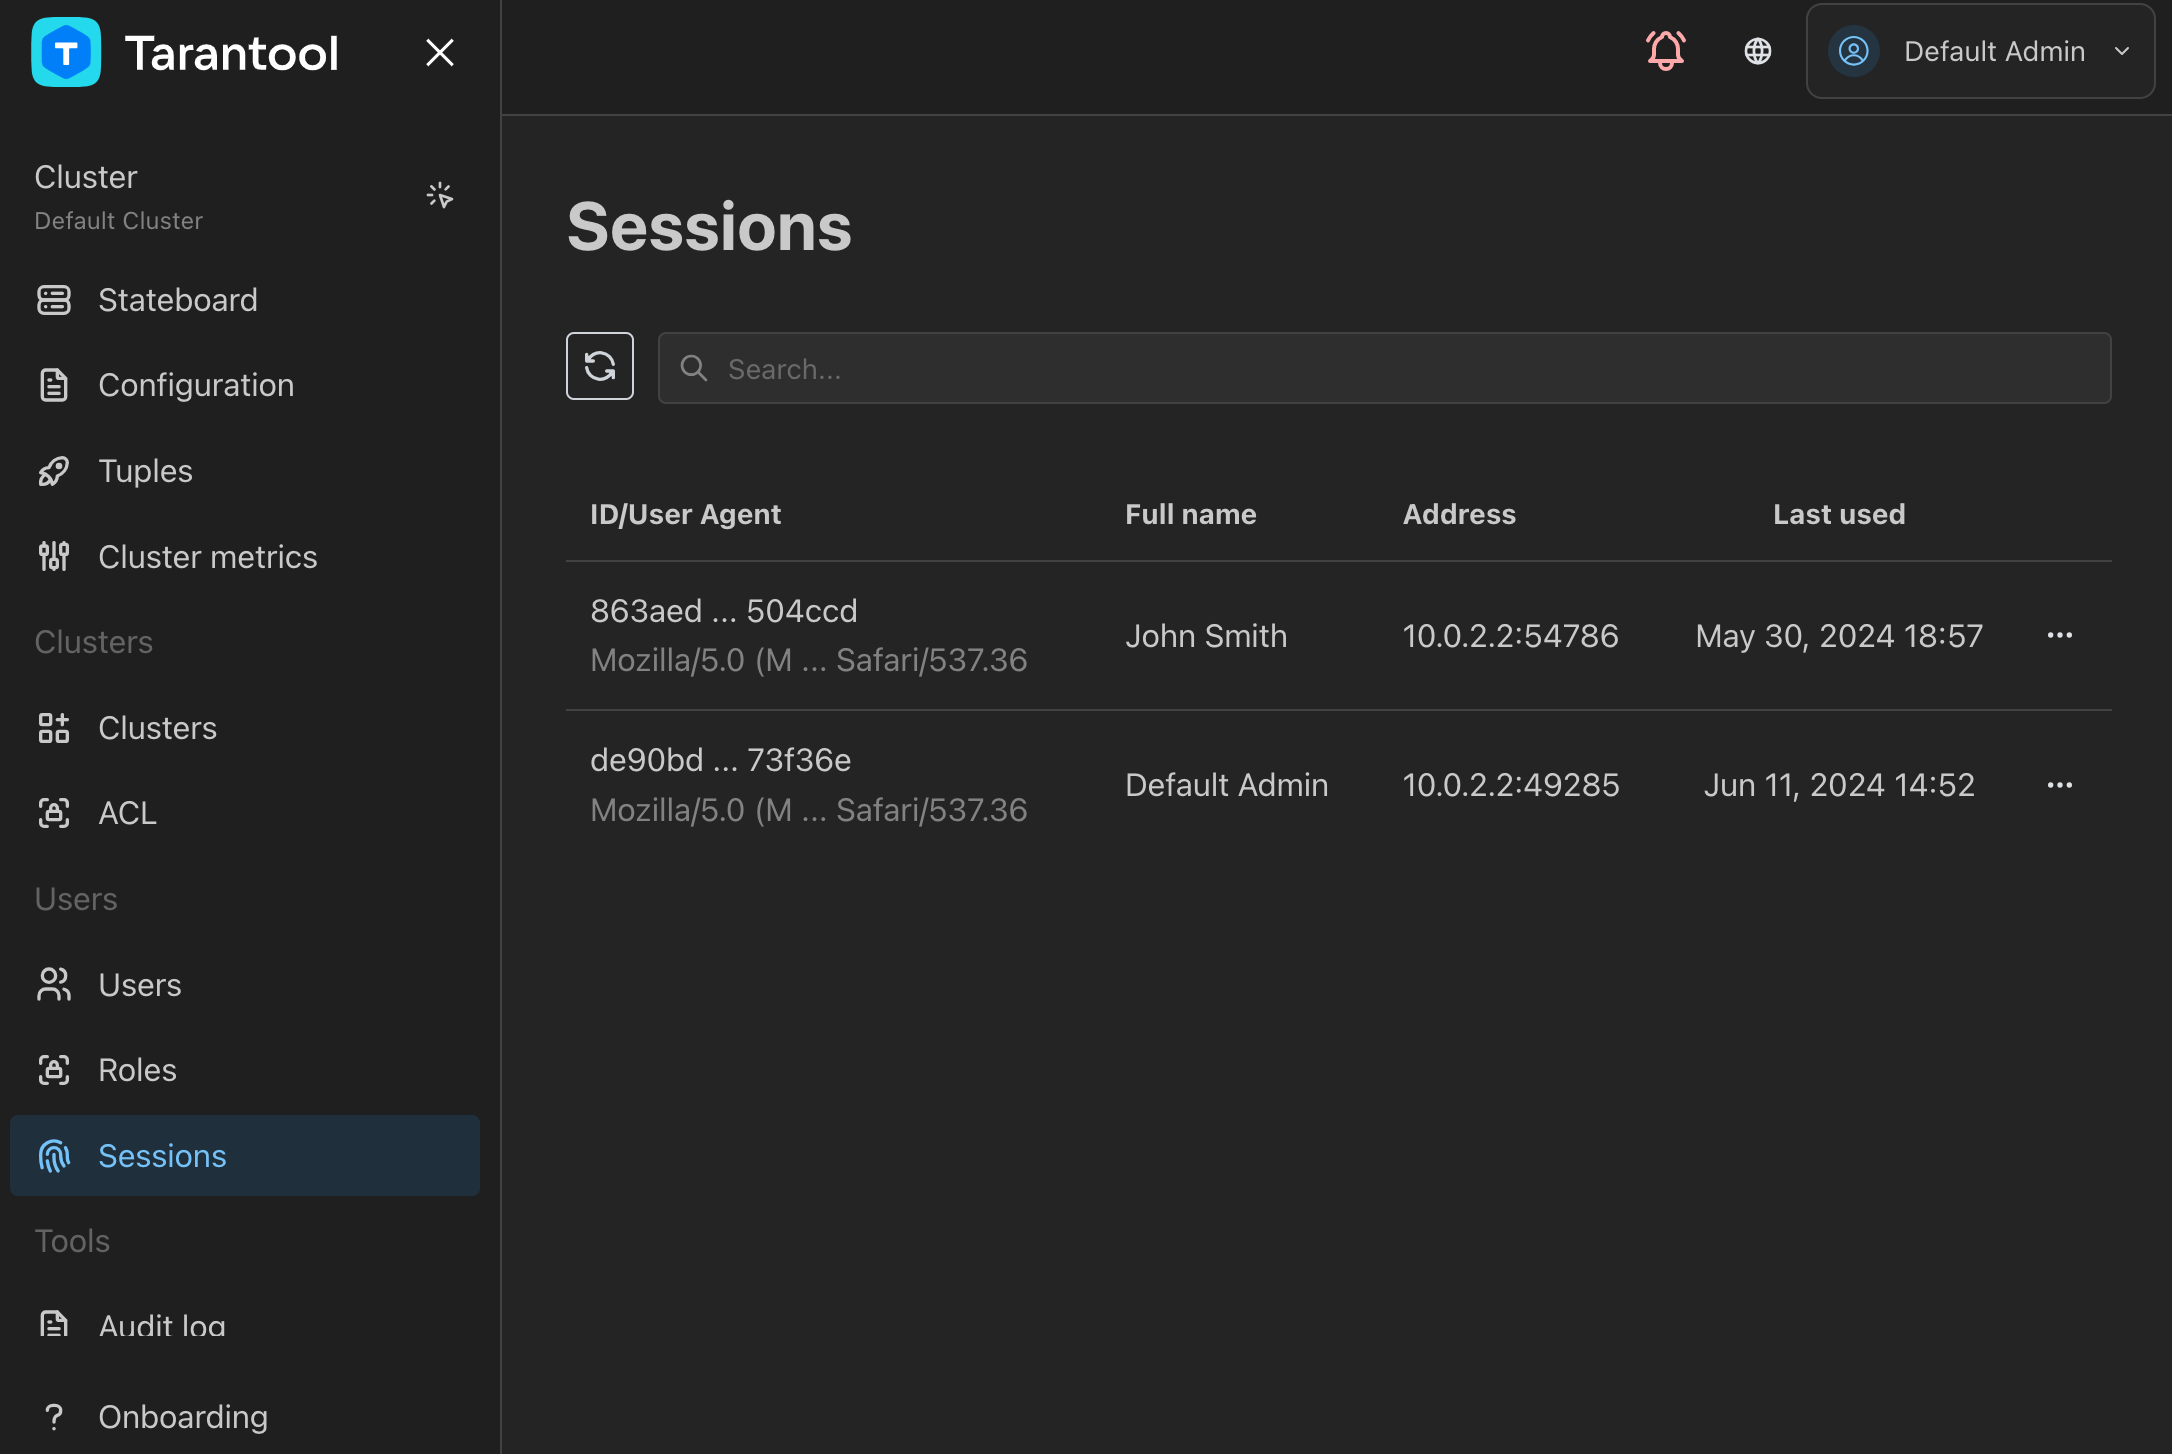 Tarantool
Default Admin
Cluster
Default Cluster
Stateboard
Configuration
Tuples
Cluster metrics
Clusters
Clusters
ACL
Users
Users
Roles
Sessions
Tools
Audit log
Onboarding
Sessions
Search...
ID/User Agent Full name Address Last used
863aed ... 504ccd
Mozilla/5.0 (M ... Safari/537.36
John Smith 10.0.2.2:54786 May 30, 2024 18:57
de90bd ... 73f36e
Mozilla/5.0 (M ... Safari/537.36
Default Admin 10.0.2.2:49285 Jun 11, 2024 14:52